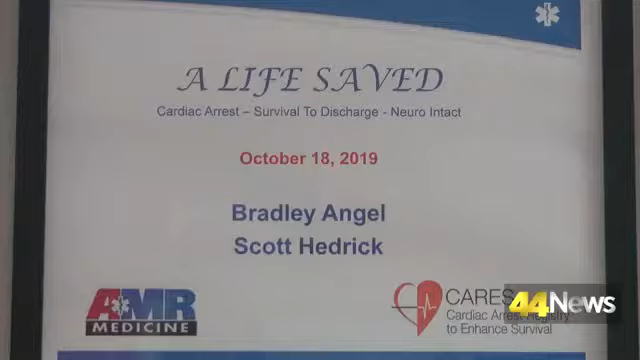 A LIFE SAVED
Cardiac Arrest – Survival To Discharge - Neuro Intact
October 18, 2019
Bradley Angel
Scott Hedrick
AMR
MEDICINE
CARES
Cardiac Arrest Registry
to Enhance Survival
44News